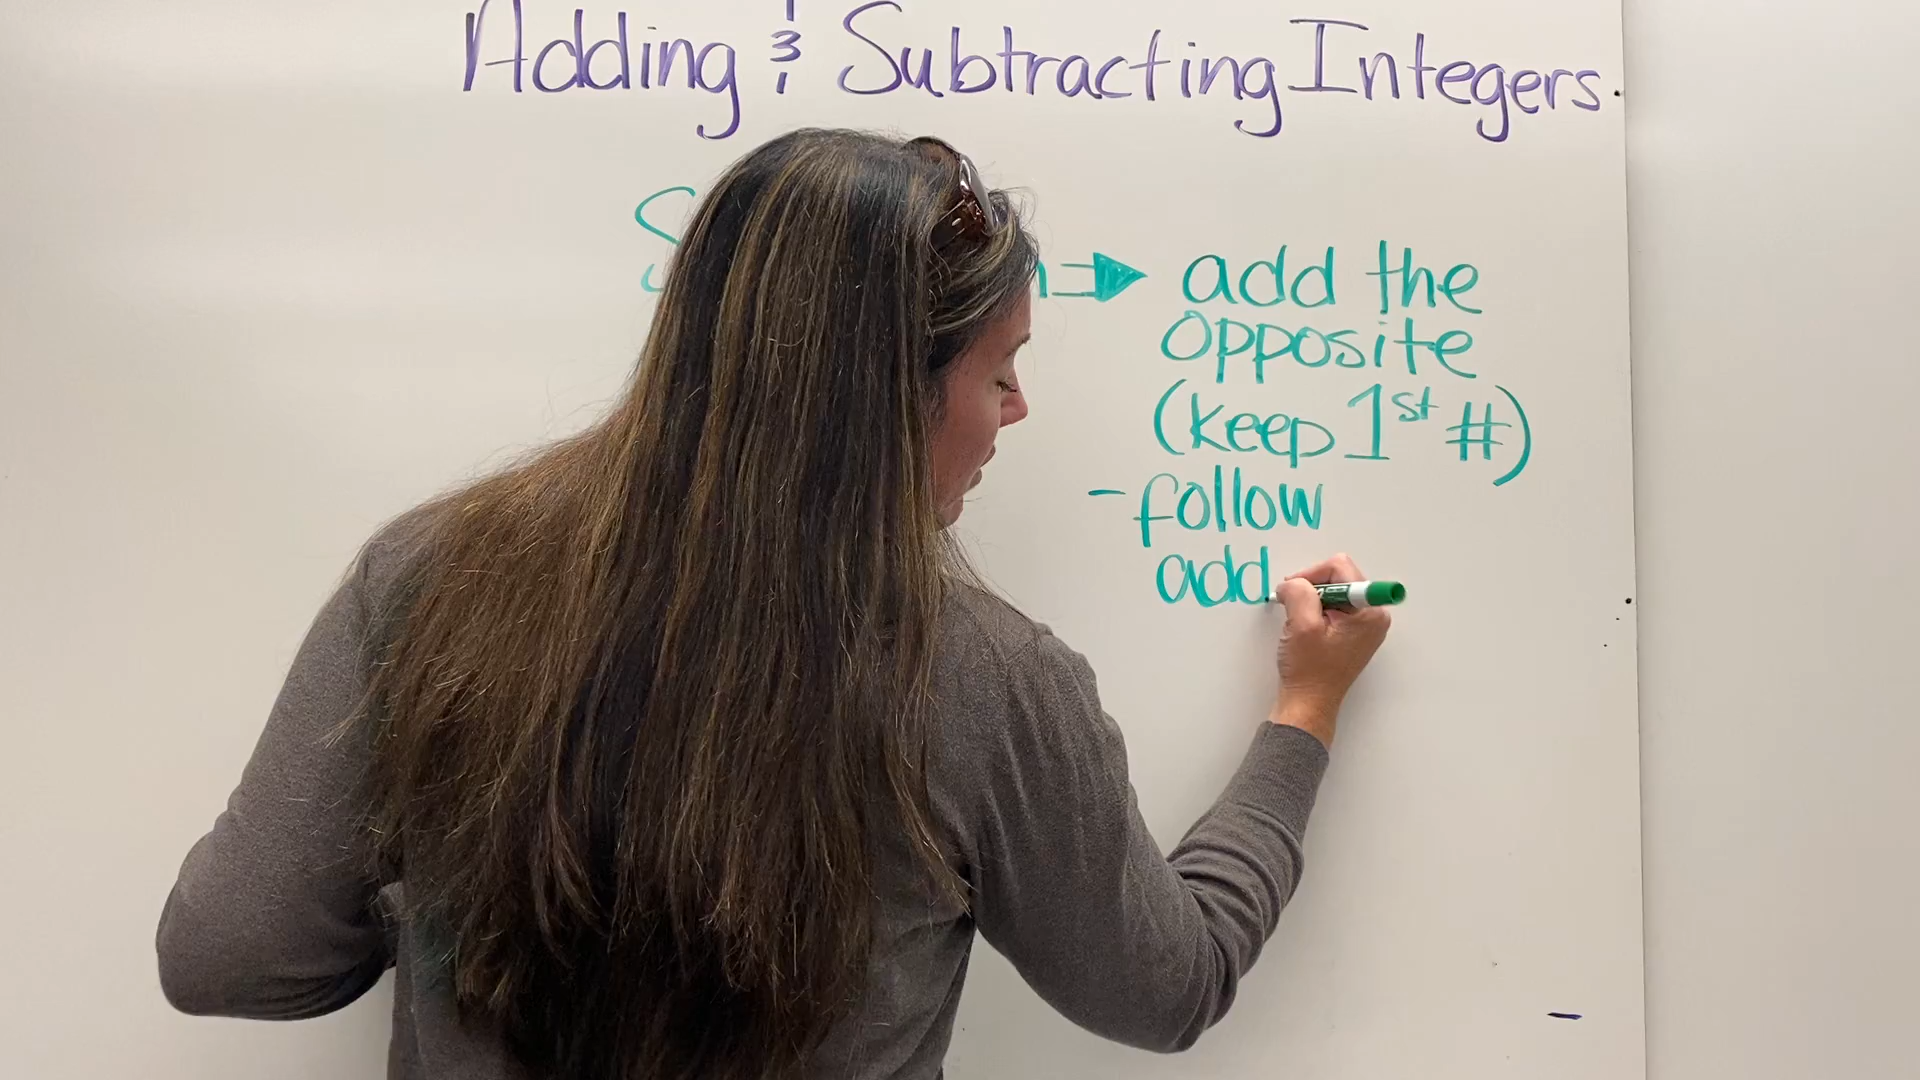 Adding & Subtracting Integers
add the
opposite
(keep 1st #)
- follow
add